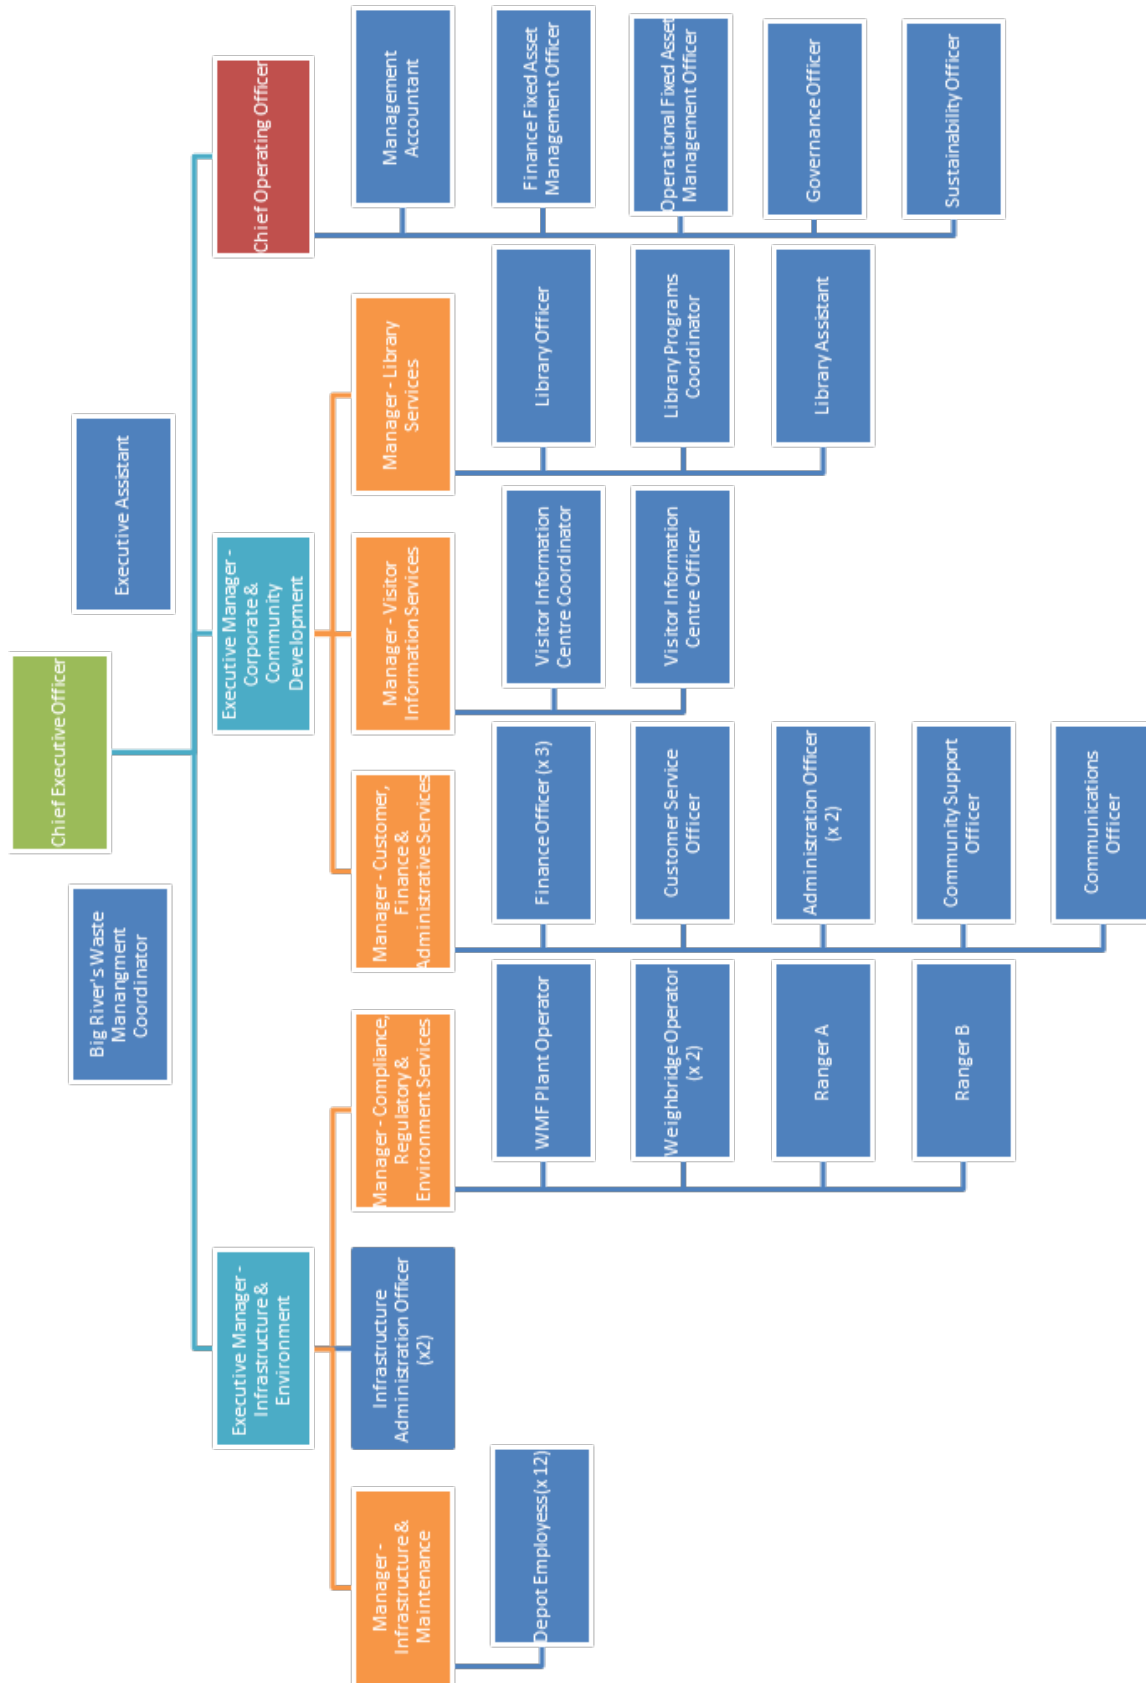 Chief Executive Officer
Big River's Waste
Manangment
Coordinator
Executive Assistant
Executive Manager -
Infrastructure &
Environment
Executive Manager -
Corporate &
Community
Development
Chief Operating Officer
Manager -
Infrastructure &
Maintenance
Infrastructure
Administration Officer
(x2)
Manager - Compliance,
Regulatory &
Environment Services
Manager - Customer,
Finance &
Administrative Services
Manager - Visitor
Information Services
Manager - Library
Services
Management
Accountant
Depot Employess (x 12)
WMF Plant Operator
Weighbridge Operator
(x 2)
Ranger A
Ranger B
Finance Officer (x 3)
Customer Service
Officer
Administration Officer
(x 2)
Community Support
Officer
Communications
Officer
Visitor Information
Centre Coordinator
Visitor Information
Centre Officer
Library Officer
Library Programs
Coordinator
Library Assistant
Finance Fixed Asset
Management Officer
Operational Fixed Asset
Management Officer
Governance Officer
Sustainability Officer